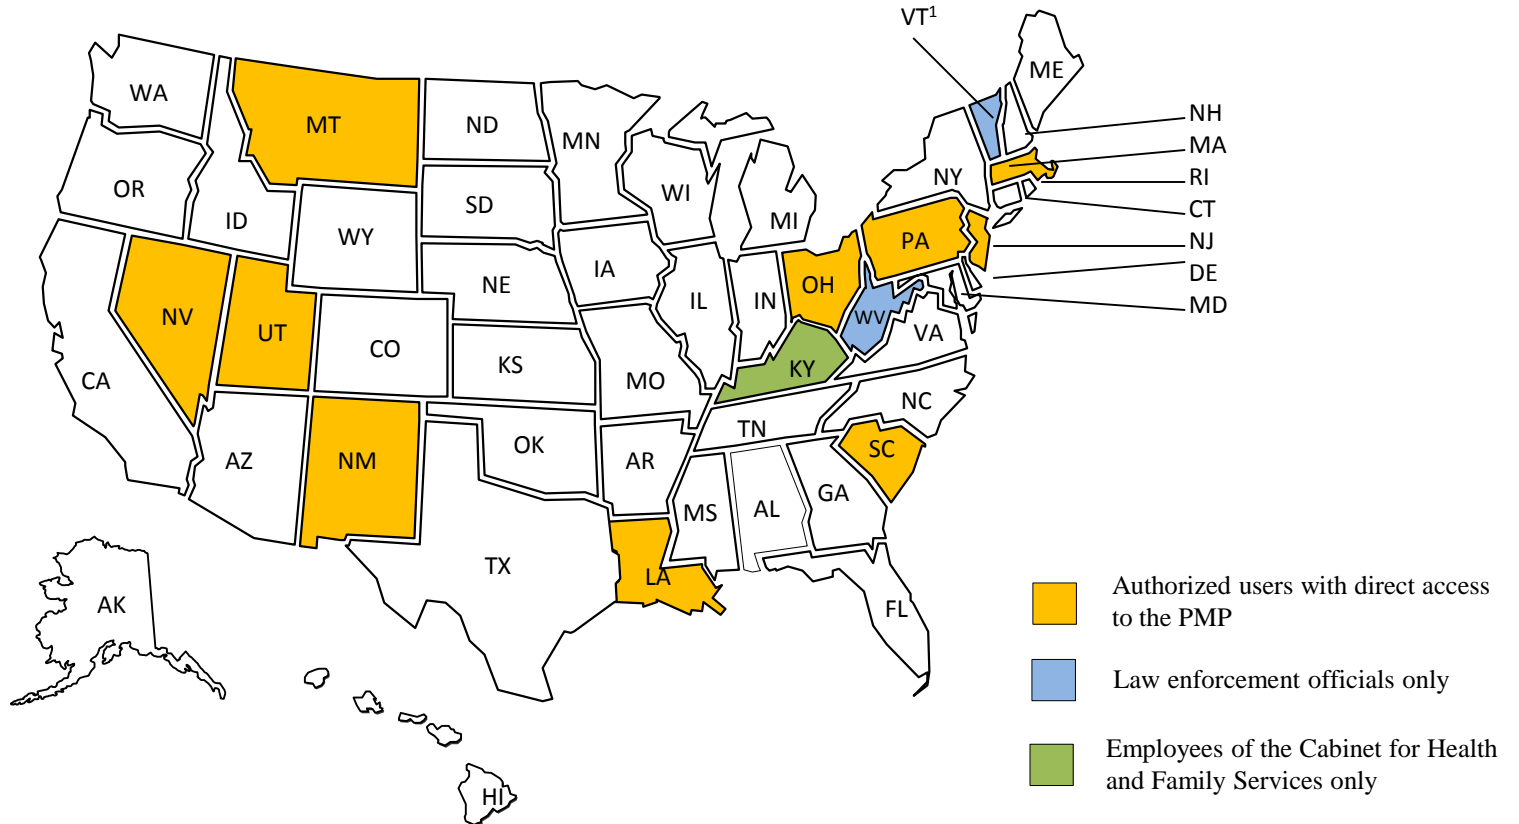 VT¹
ME
WA
MT
ND
MN
NH
MA
RI
CT
NJ
DE
MD
OR
ID
SD
WI
MI
NY
WY
PA
IA
NE
OH
NV
UT
IL
IN
WV
VA
CO
KS
KY
CA
MO
NC
TN
AZ
NM
OK
AR
SC
MS
AL
GA
TX
LA
AK
FL
HI
Authorized users with direct access
to the PMP
Law enforcement officials only
Employees of the Cabinet for Health
and Family Services only